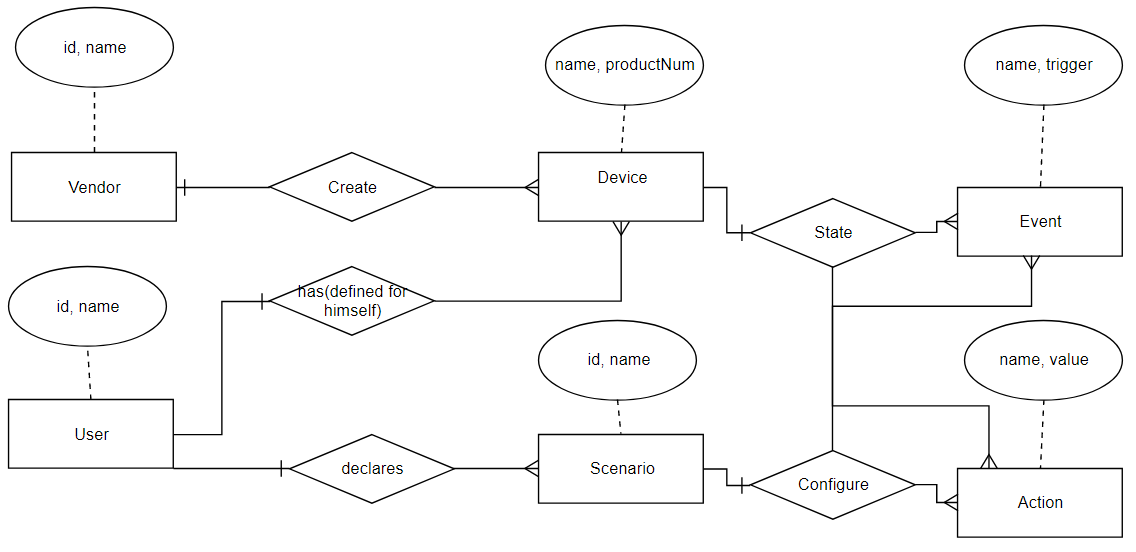 id, name
name, productNum
name, trigger
Vendor
Create
Device
State
Event
id, name
has(defined for
himself)
id, name
name, value
User
declares
Scenario
Configure
Action